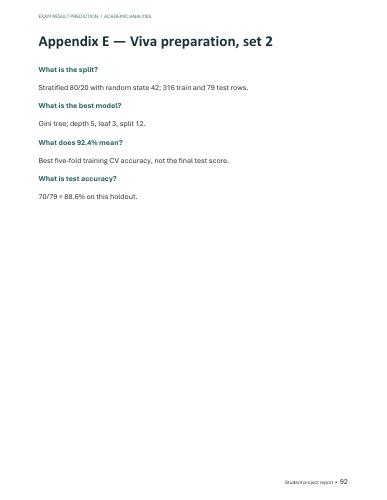 EXAM RESULT PREDICTION | ACADEMIC ANALYSIS
Appendix E — Viva preparation, set 2
What is the split?
Stratified 80/20 with random state 42; 316 train and 79 test rows.
What is the best model?
Gini tree; depth 5, leaf 3, split 12.
What does 92.4% mean?
Best five-fold training CV accuracy, not the final test score.
What is test accuracy?
70/79 = 88.6% on this holdout.
Student project report • 92